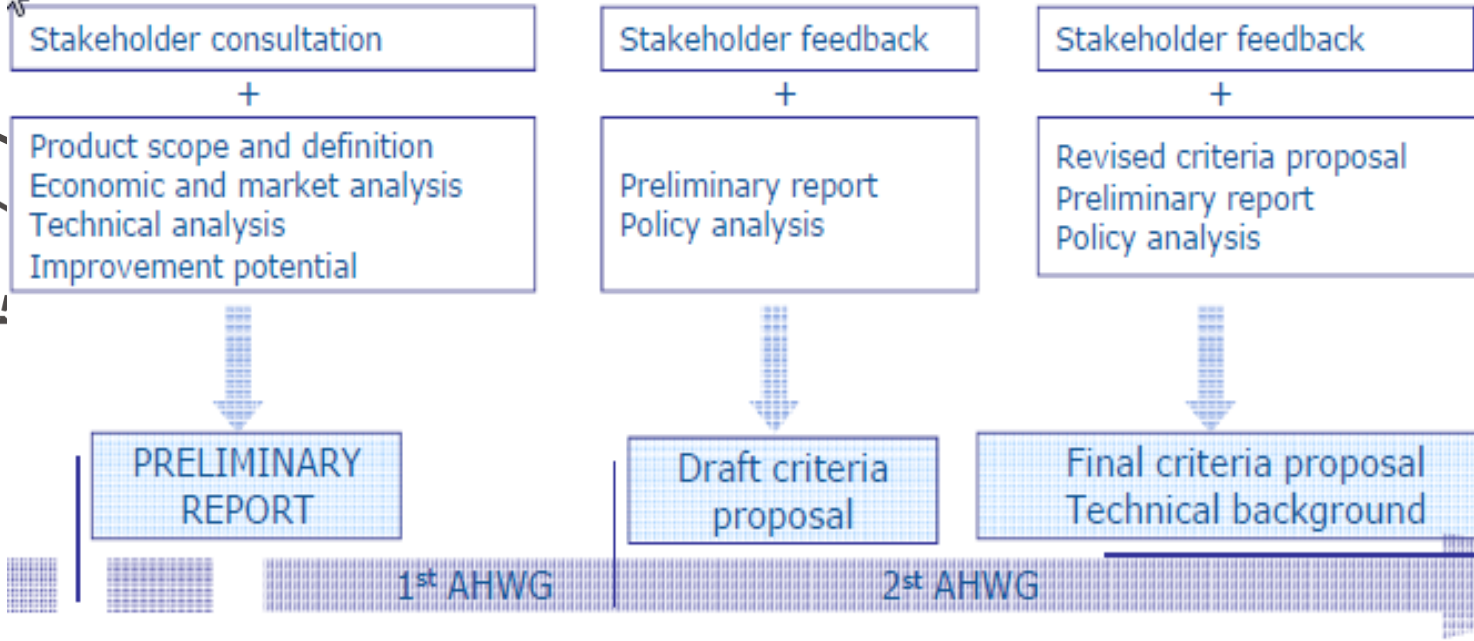 Stakeholder consultation
+
Product scope and definition
Economic and market analysis
Technical analysis
Improvement potential
PRELIMINARY
REPORT
Stakeholder feedback
+
Preliminary report
Policy analysis
Draft criteria
proposal
Stakeholder feedback
+
Revised criteria proposal
Preliminary report
Policy analysis
Final criteria proposal
Technical background
1st AHWG
2st AHWG